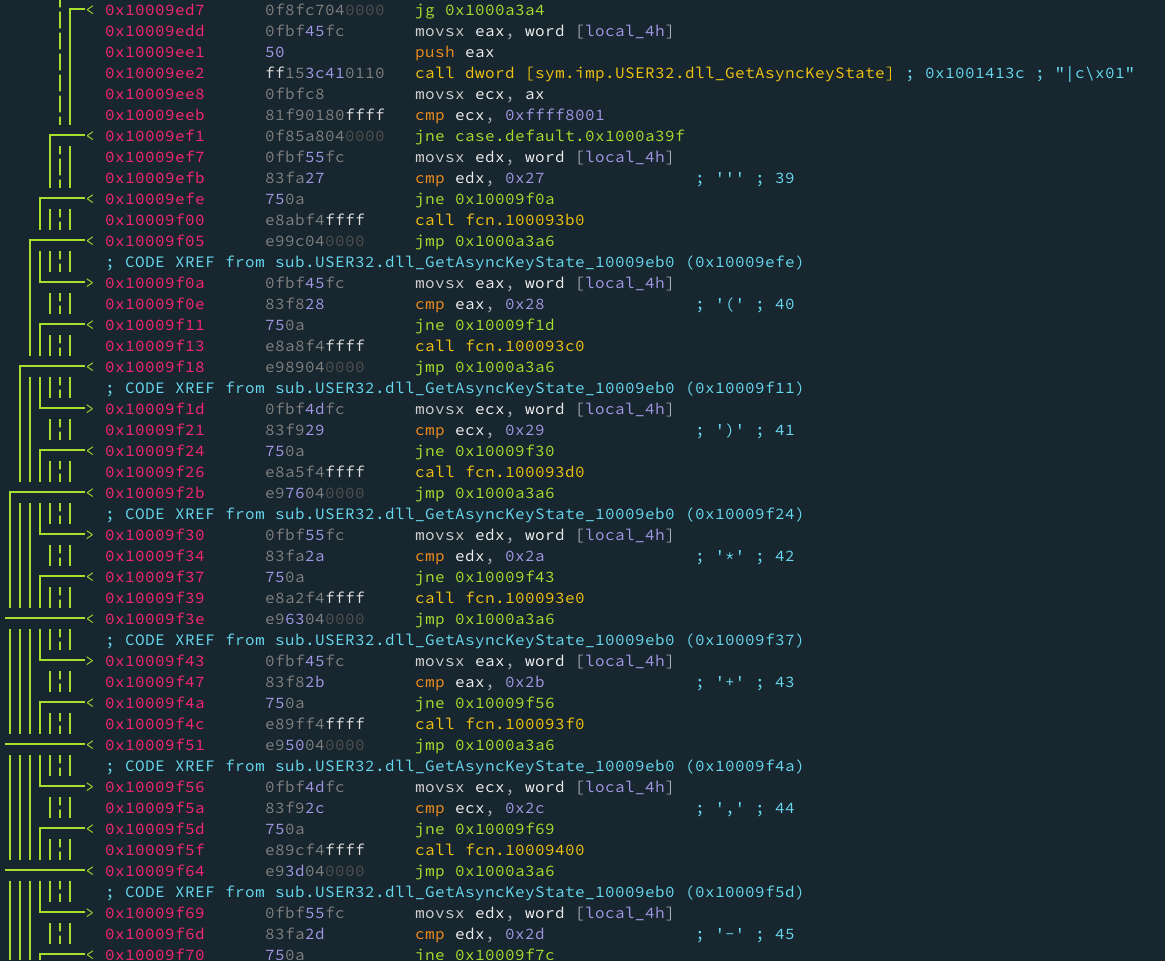 0x10009ed7 0f8fc7040000 jg 0x1000a3a4
0x10009edd 0fbf45fc movsx eax, word [local_4h]
0x10009ee1 50 push eax
0x10009ee2 ff153c410110 call dword [sym.imp.USER32.dll_GetAsyncKeyState] ; 0x1001413c ; "|c\x01"
0x10009ee8 0fbfc8 movsx ecx, ax
0x10009eeb 81f90180ffff cmp ecx, 0xffff8001
0x10009ef1 0f85a8040000 jne case.default.0x1000a39f
0x10009ef7 0fbf55fc movsx edx, word [local_4h]
0x10009efb 83fa27 cmp edx, 0x27 ; ''' ; 39
0x10009efe 750a jne 0x10009f0a
0x10009f00 e8abf4ffff call fcn.100093b0
0x10009f05 e99c040000 jmp 0x1000a3a6
; CODE XREF from sub.USER32.dll_GetAsyncKeyState_10009eb0 (0x10009efe)
0x10009f0a 0fbf45fc movsx eax, word [local_4h]
0x10009f0e 83f828 cmp eax, 0x28 ; '(' ; 40
0x10009f11 750a jne 0x10009f1d
0x10009f13 e8a8f4ffff call fcn.100093c0
0x10009f18 e989040000 jmp 0x1000a3a6
; CODE XREF from sub.USER32.dll_GetAsyncKeyState_10009eb0 (0x10009f11)
0x10009f1d 0fbf4dfc movsx ecx, word [local_4h]
0x10009f21 83f929 cmp ecx, 0x29 ; ')' ; 41
0x10009f24 750a jne 0x10009f30
0x10009f26 e8a5f4ffff call fcn.100093d0
0x10009f2b e976040000 jmp 0x1000a3a6
; CODE XREF from sub.USER32.dll_GetAsyncKeyState_10009eb0 (0x10009f24)
0x10009f30 0fbf55fc movsx edx, word [local_4h]
0x10009f34 83fa2a cmp edx, 0x2a ; '*' ; 42
0x10009f37 750a jne 0x10009f43
0x10009f39 e8a2f4ffff call fcn.100093e0
0x10009f3e e963040000 jmp 0x1000a3a6
; CODE XREF from sub.USER32.dll_GetAsyncKeyState_10009eb0 (0x10009f37)
0x10009f43 0fbf45fc movsx eax, word [local_4h]
0x10009f47 83f82b cmp eax, 0x2b ; '+' ; 43
0x10009f4a 750a jne 0x10009f56
0x10009f4c e89ff4ffff call fcn.100093f0
0x10009f51 e950040000 jmp 0x1000a3a6
; CODE XREF from sub.USER32.dll_GetAsyncKeyState_10009eb0 (0x10009f4a)
0x10009f56 0fbf4dfc movsx ecx, word [local_4h]
0x10009f5a 83f92c cmp ecx, 0x2c ; ',' ; 44
0x10009f5d 750a jne 0x10009f69
0x10009f5f e89cf4ffff call fcn.10009400
0x10009f64 e93d040000 jmp 0x1000a3a6
; CODE XREF from sub.USER32.dll_GetAsyncKeyState_10009eb0 (0x10009f5d)
0x10009f69 0fbf55fc movsx edx, word [local_4h]
0x10009f6d 83fa2d cmp edx, 0x2d ; '-' ; 45
0x10009f70 750a jne 0x10009f7c